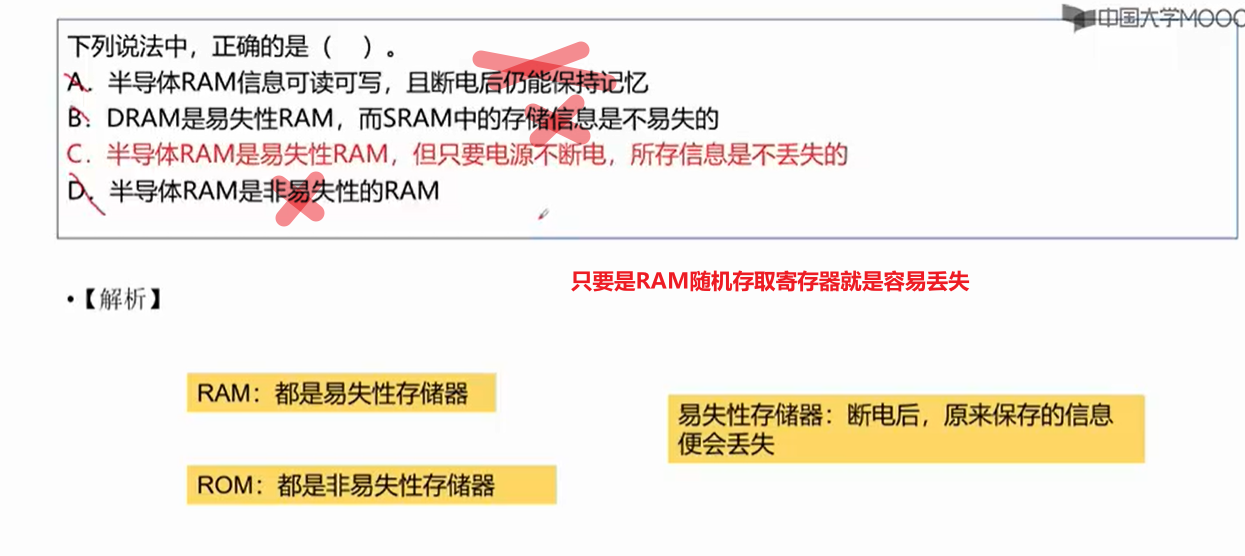 中国大学MOOC
下列说法中，正确的是（ ）。
A. 半导体RAM信息可读可写，且断电后仍能保持记忆
B. DRAM是易失性RAM，而SRAM中的存储信息是不易失的
C. 半导体RAM是易失性RAM，但只要电源不断电，所存信息是不丢失的
D. 半导体RAM是非易失性的RAM
只要是RAM随机存取寄存器就是容易丢失
•【解析】
RAM：都是易失性存储器
易失性存储器：断电后，原来保存的信息
便会丢失
ROM：都是非易失性存储器